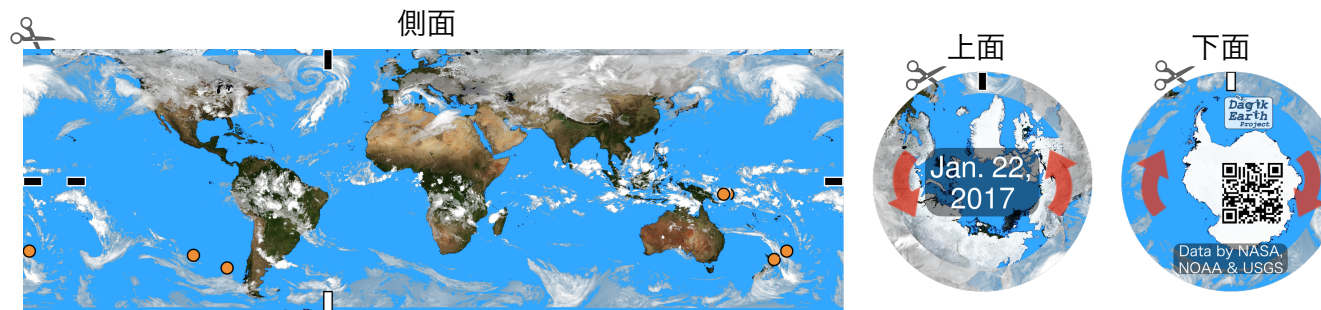 側面
上面
下面
Jan. 22,
2017
Dagik
Earth
Project
Data by NASA,
NOAA & USGS